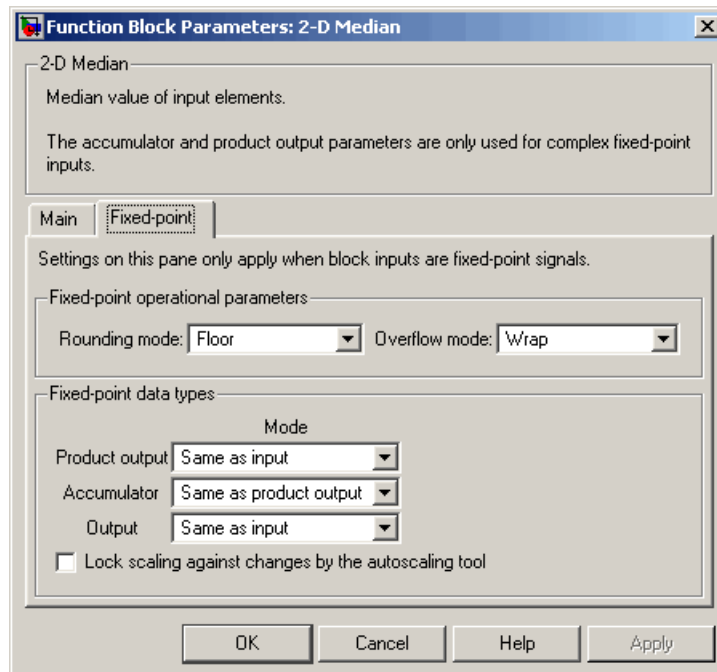 Function Block Parameters: 2-D Median
2-D Median
Median value of input elements.
The accumulator and product output parameters are only used for complex fixed-point
inputs.
Main Fixed-point
Settings on this pane only apply when block inputs are fixed-point signals.
Fixed-point operational parameters
Rounding mode: Floor Overflow mode: Wrap
Fixed-point data types
Mode
Product output Same as input
Accumulator Same as product output
Output Same as input
Lock scaling against changes by the autoscaling tool
OK Cancel Help Apply